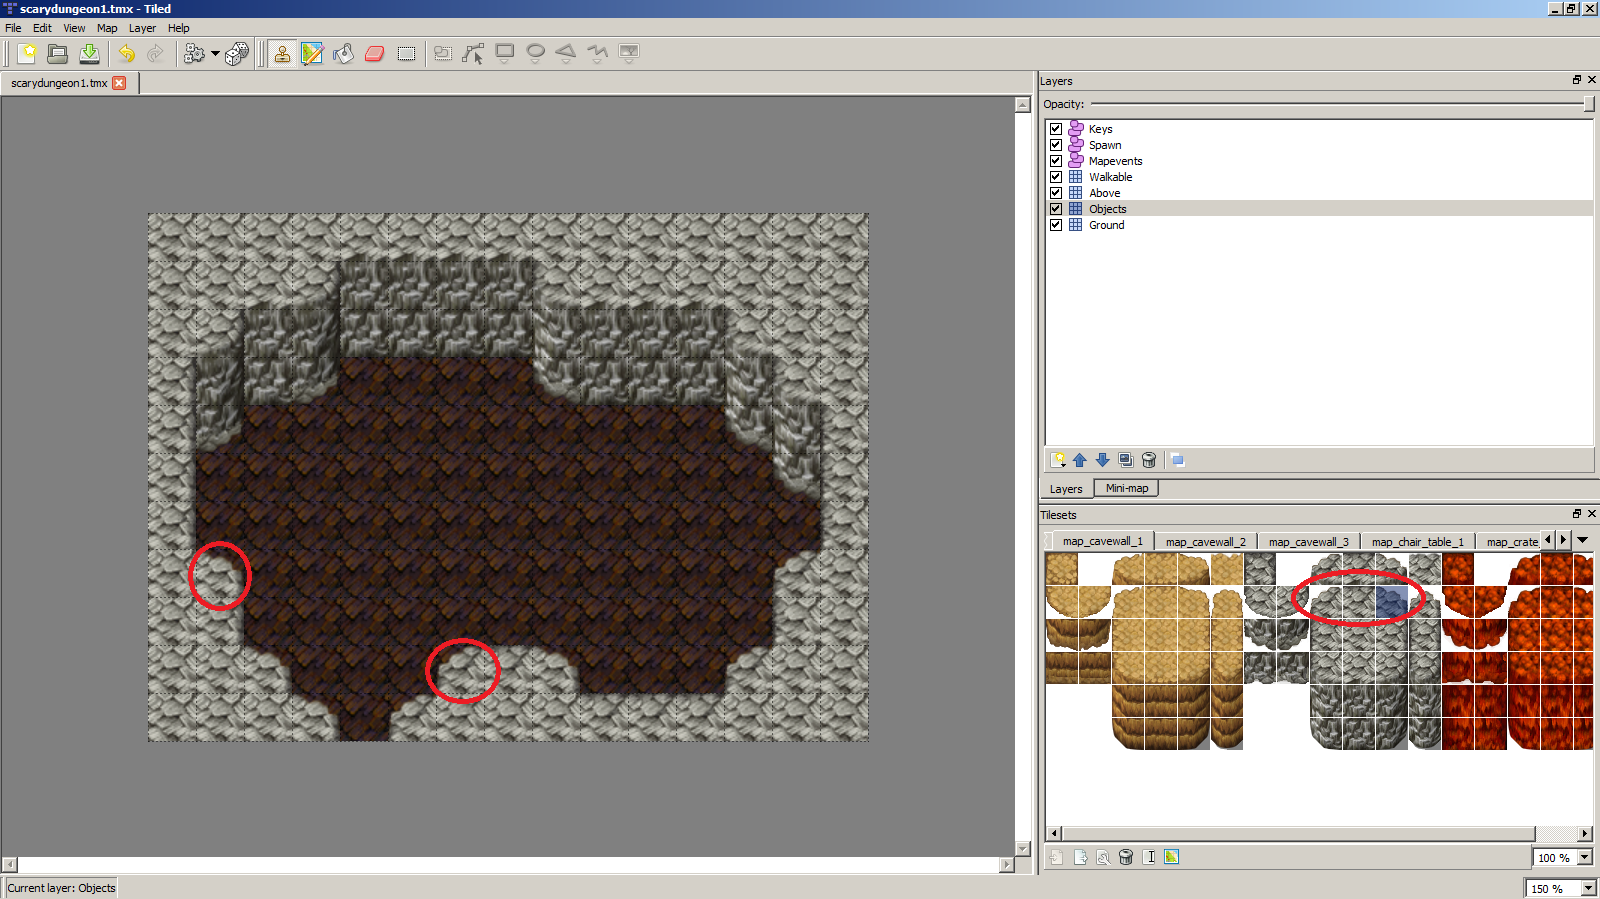 scarydungeon1.tmx - Tiled
File Edit View Map Layer Help
scarydungeon1.tmx
Layers
Opacity:
Keys
Spawn
Mapevents
Walkable
Above
Objects
Ground
Layers Mini-map
Tilesets
map_cavewall_1 map_cavewall_2 map_cavewall_3 map_chair_table_1 map_crate
100 %
Current layer: Objects
150 %